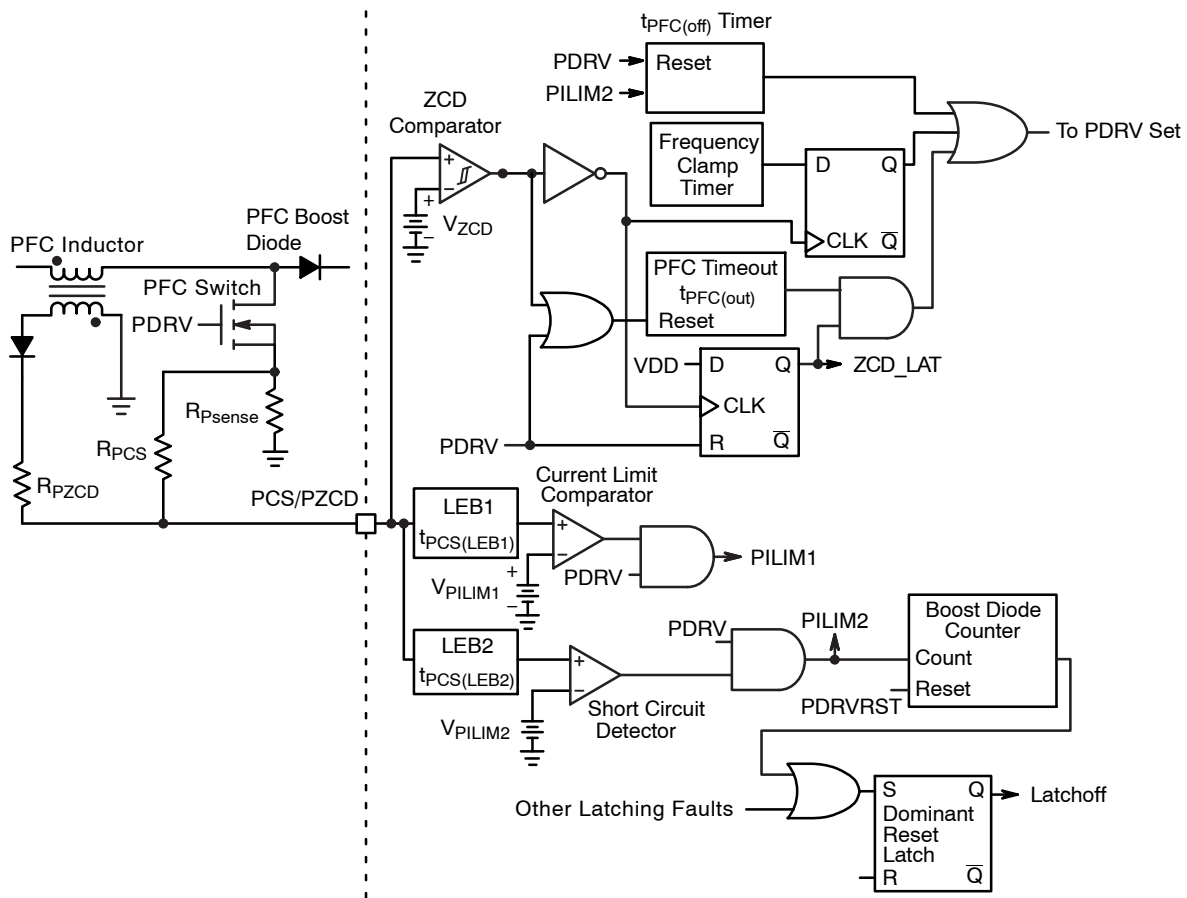 tPFC(off) Timer
PDRV
PILIM2
Reset
ZCD
Comparator
+
−
+
−
VZCD
Frequency
Clamp
Timer
D
Q
CLK
Q
To PDRV Set
PFC Boost
Diode
PFC Inductor
PFC Switch
PDRV
RPsense
RPCS
RPZCD
PCS/PZCD
PFC Timeout
tPFC(out)
Reset
VDD
D
Q
CLK
R
Q
ZCD_LAT
PDRV
Current Limit
Comparator
LEB1
tPCS(LEB1)
+
−
VPILIM1
+
−
PDRV
PILIM1
LEB2
tPCS(LEB2)
+
−
VPILIM2
Short Circuit
Detector
PDRV
PILIM2
Boost Diode
Counter
Count
Reset
PDRVRST
Other Latching Faults
S
Q
Dominant
Reset
Latch
R
Q
Latchoff